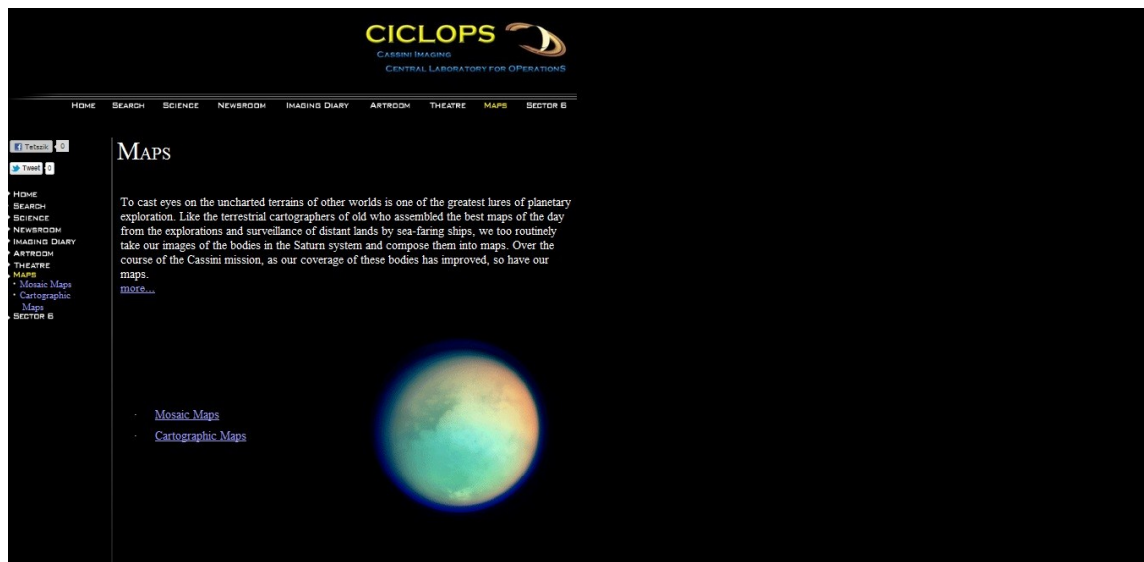 CICLOPS
CASSINI IMAGING
CENTRAL LABORATORY FOR OPERATIONS
HOME SEARCH SCIENCE NEWSROOM IMAGING DIARY ARTROOM THEATRE MAPS SECTOR 6
Tetszik 0
Tweet 0
HOME
SEARCH
SCIENCE
NEWSROOM
IMAGING DIARY
ARTROOM
THEATRE
MAPS
• Mosaic Maps
• Cartographic
Maps
SECTOR 6
MAPS
To cast eyes on the uncharted terrains of other worlds is one of the greatest lures of planetary
exploration. Like the terrestrial cartographers of old who assembled the best maps of the day
from the explorations and surveillance of distant lands by sea-faring ships, we too routinely
take our images of the bodies in the Saturn system and compose them into maps. Over the
course of the Cassini mission, as our coverage of these bodies has improved, so have our
maps.
more...
· Mosaic Maps
· Cartographic Maps